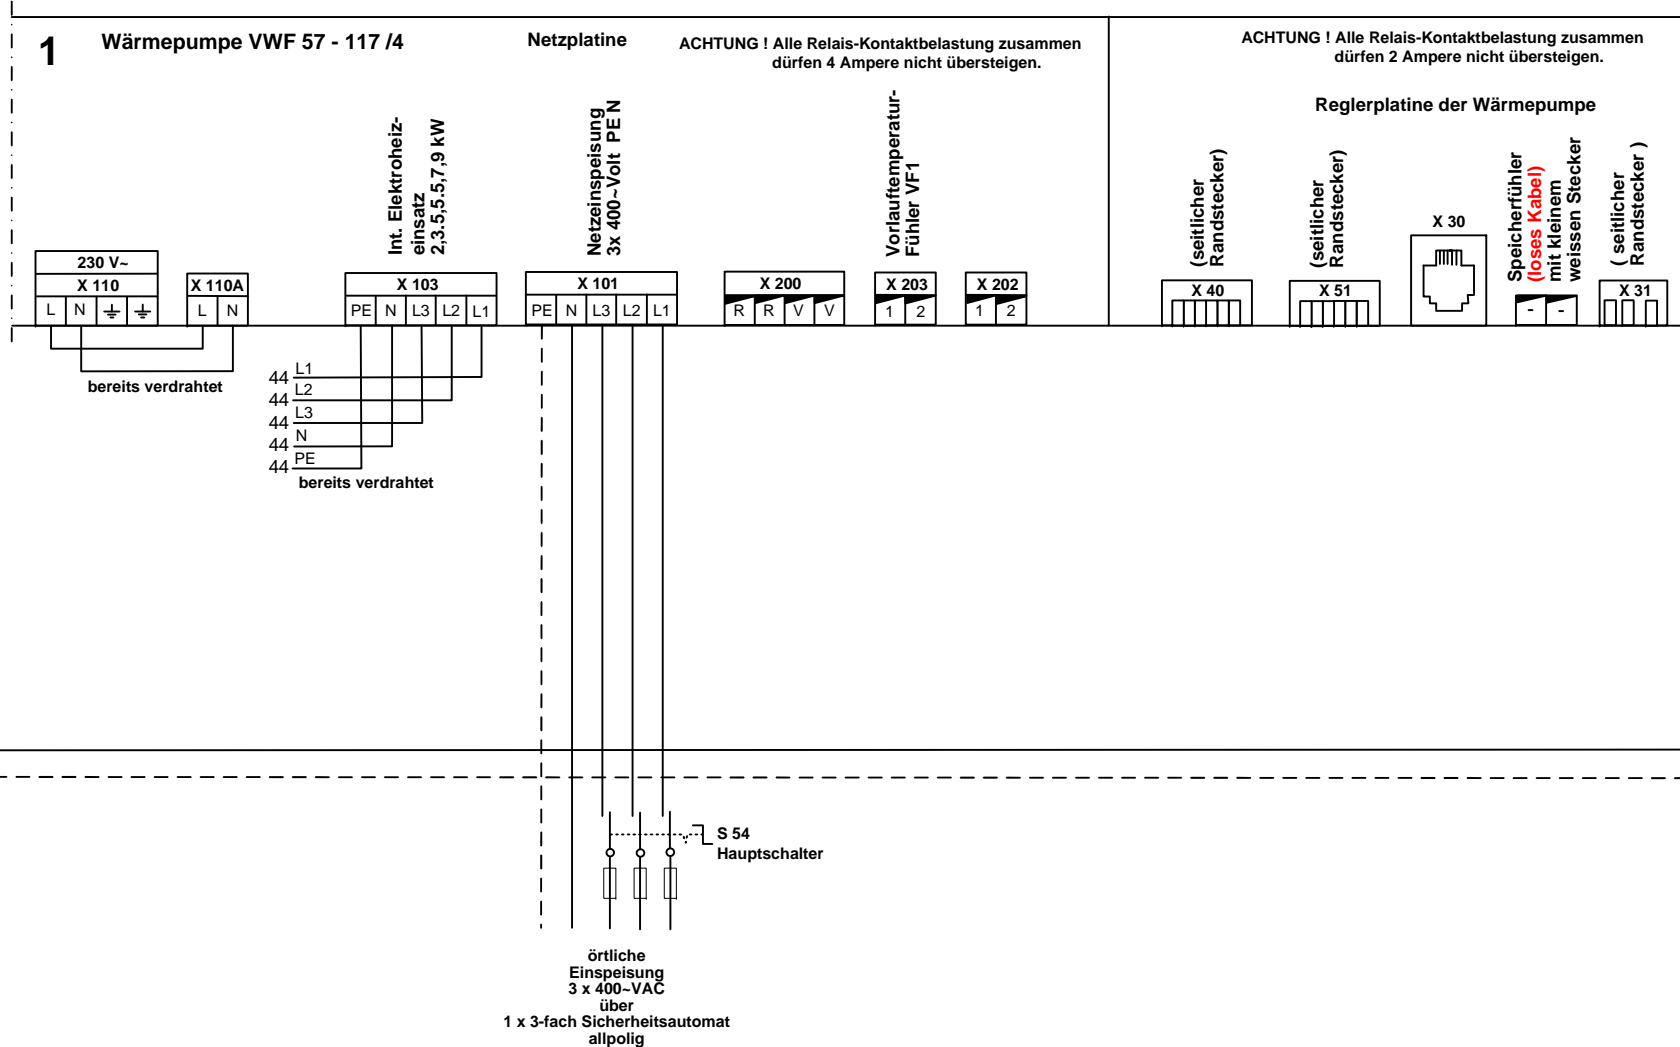 1
Wärmepumpe VWF 57 - 117 /4
Netzplatine
ACHTUNG ! Alle Relais-Kontaktbelastung zusammen
dürfen 4 Ampere nicht übersteigen.
ACHTUNG ! Alle Relais-Kontaktbelastung zusammen
dürfen 2 Ampere nicht übersteigen.
Reglerplatine der Wärmepumpe
Int. Elektroheiz-
einsatz
2,3.5,5.5,7,9 kW
Netzeinspeisung
3x 400~Volt PE N
Vorlauftemperatur-
Fühler VF1
(seitlicher
Randstecker)
(seitlicher
Randstecker)
X 30
Speicherfühler
(loses Kabel)
mit kleinem
weissen Stecker
( seitlicher
Randstecker )
230 V~
X 110
L N
X 110A
L N
X 103
PE N L3 L2 L1
X 101
PE N L3 L2 L1
X 200
R R V V
X 203
1 2
X 202
1 2
X 40
X 51
- -
X 31
bereits verdrahtet
44 L1
44 L2
44 L3
44 N
44 PE
bereits verdrahtet
S 54
Hauptschalter
örtliche
Einspeisung
3 x 400~VAC
über
1 x 3-fach Sicherheitsautomat
allpolig